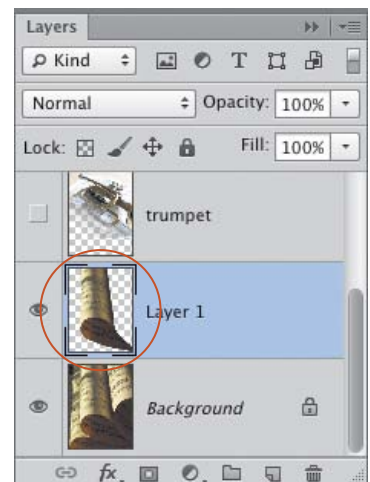 Layers
Kind T
Normal Opacity: 100%
Lock: Fill: 100%
trumpet
Layer 1
Background
fx